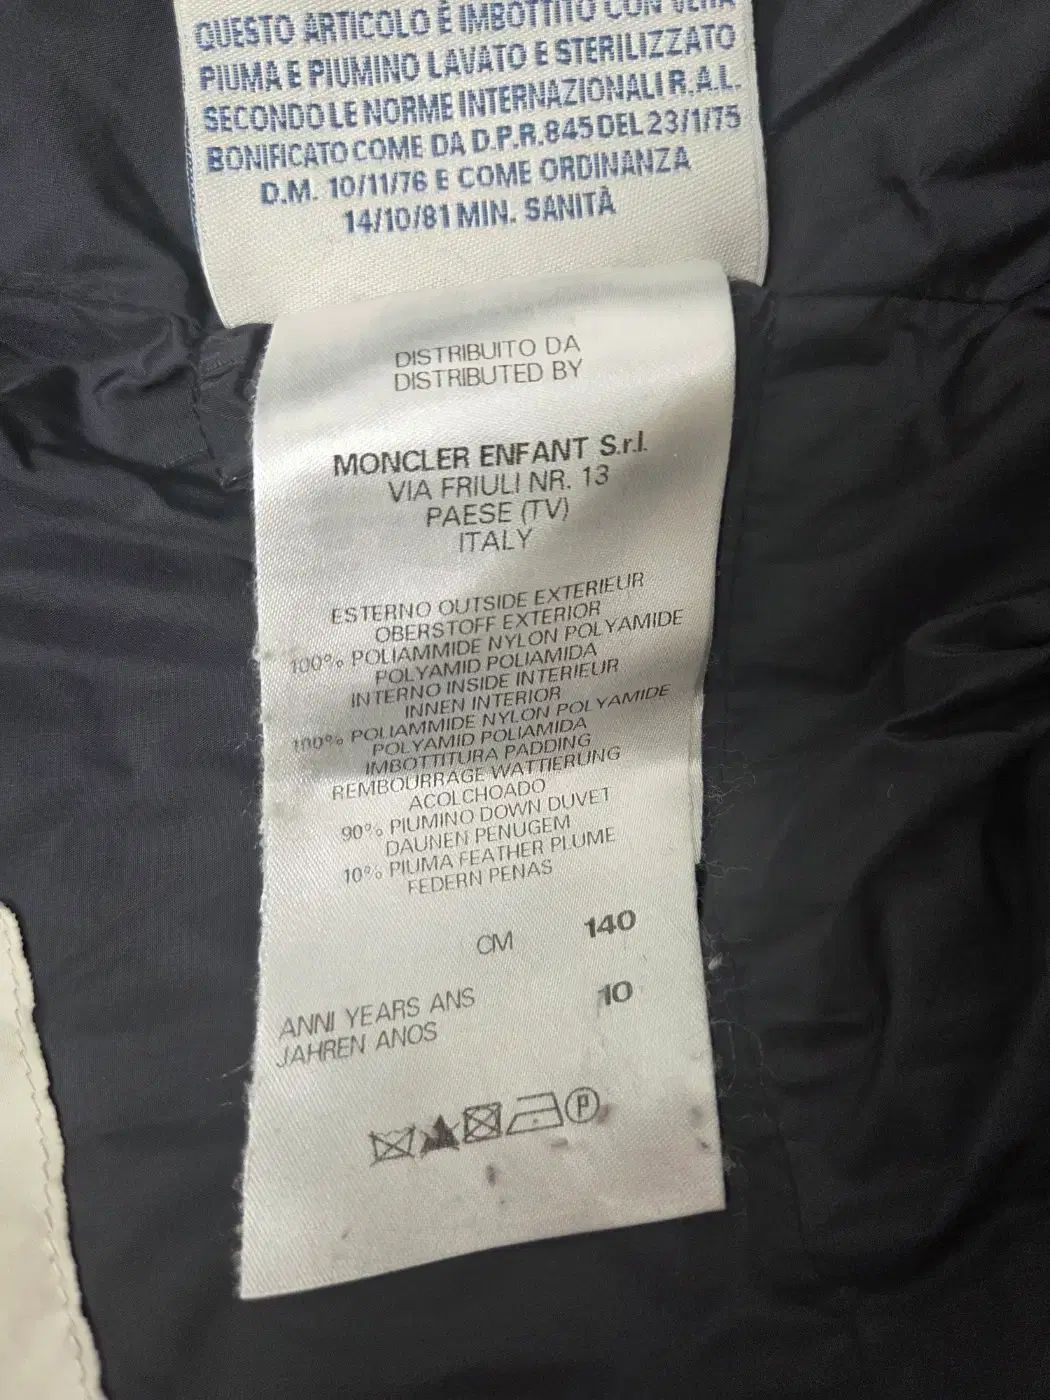 QUESTO ARTICOLO È IMBOTTITO CON VERA
PIUMA E PIUMINO LAVATO E STERILIZZATO
SECONDO LE NORME INTERNAZIONALI R.A.L.
BONIFICATO COME DA D.P.R. 845 DEL 23/1/75
D.M. 10/11/76 E COME ORDINANZA
14/10/81 MIN. SANITÀ
DISTRIBUITO DA
DISTRIBUTED BY
MONCLER ENFANT S.r.l.
VIA FRIULI NR. 13
PAESE (TV)
ITALY
ESTERNO OUTSIDE EXTERIEUR
OBERSTOFF EXTERIOR
100% POLIAMMIDE NYLON POLYAMIDE
POLYAMID POLIAMIDA
INTERNO INSIDE INTERIEUR
INNEN INTERIOR
100% POLIAMMIDE NYLON POLYAMIDE
POLYAMID POLIAMIDA
IMBOTTITURA PADDING
REMBOURRAGE WATTIERUNG
ACOLCHOADO
90% PIUMINO DOWN DUVET
DAUNEN PENUGEM
10% PIUMA FEATHER PLUME
FEDERN PENAS
CM 140
ANNI YEARS ANS 10
JAHREN ANOS
P